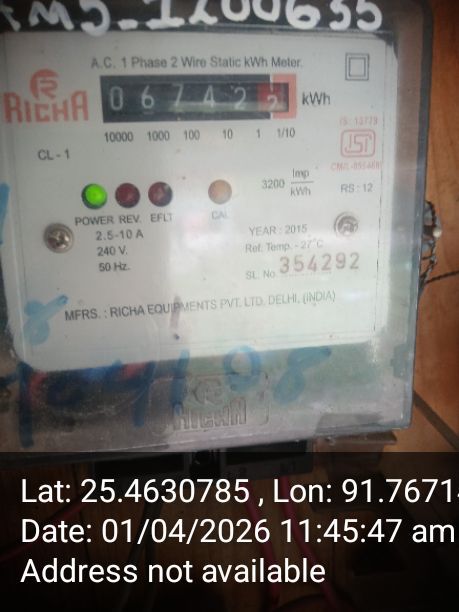 A.C. 1 Phase 2 Wire Static kWh Meter.
RICHA
0 6 7 4 2 2 kWh
10000 1000 100 10 1 1/10
IS: 13779
ISI
CL - 1
3200 Imp/kWh
RS : 12
POWER REV. EFLT CAL
2.5-10 A
240 V.
50 Hz.
YEAR : 2015
Ref. Temp. - 27°C
SL. No. 354292
MFRS. : RICHA EQUIPMENTS PVT. LTD. DELHI, (INDIA)
RICHA
Lat: 25.4630785 , Lon: 91.7671
Date: 01/04/2026 11:45:47 am
Address not available